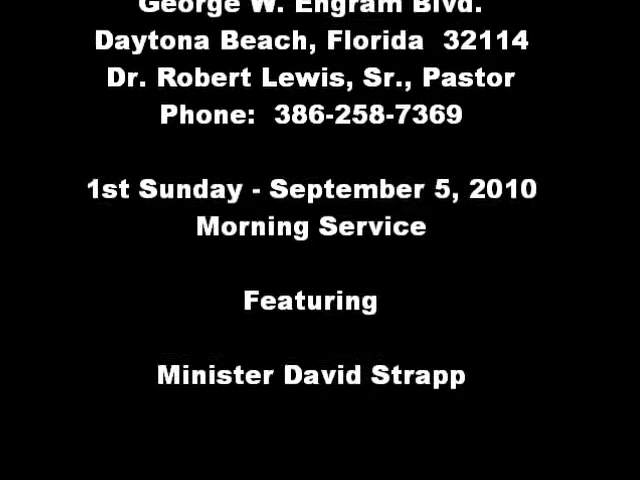 George W. Engram Blvd.
Daytona Beach, Florida  32114
Dr. Robert Lewis, Sr., Pastor
Phone:  386-258-7369
1st Sunday - September 5, 2010
Morning Service
Featuring
Minister David Strapp